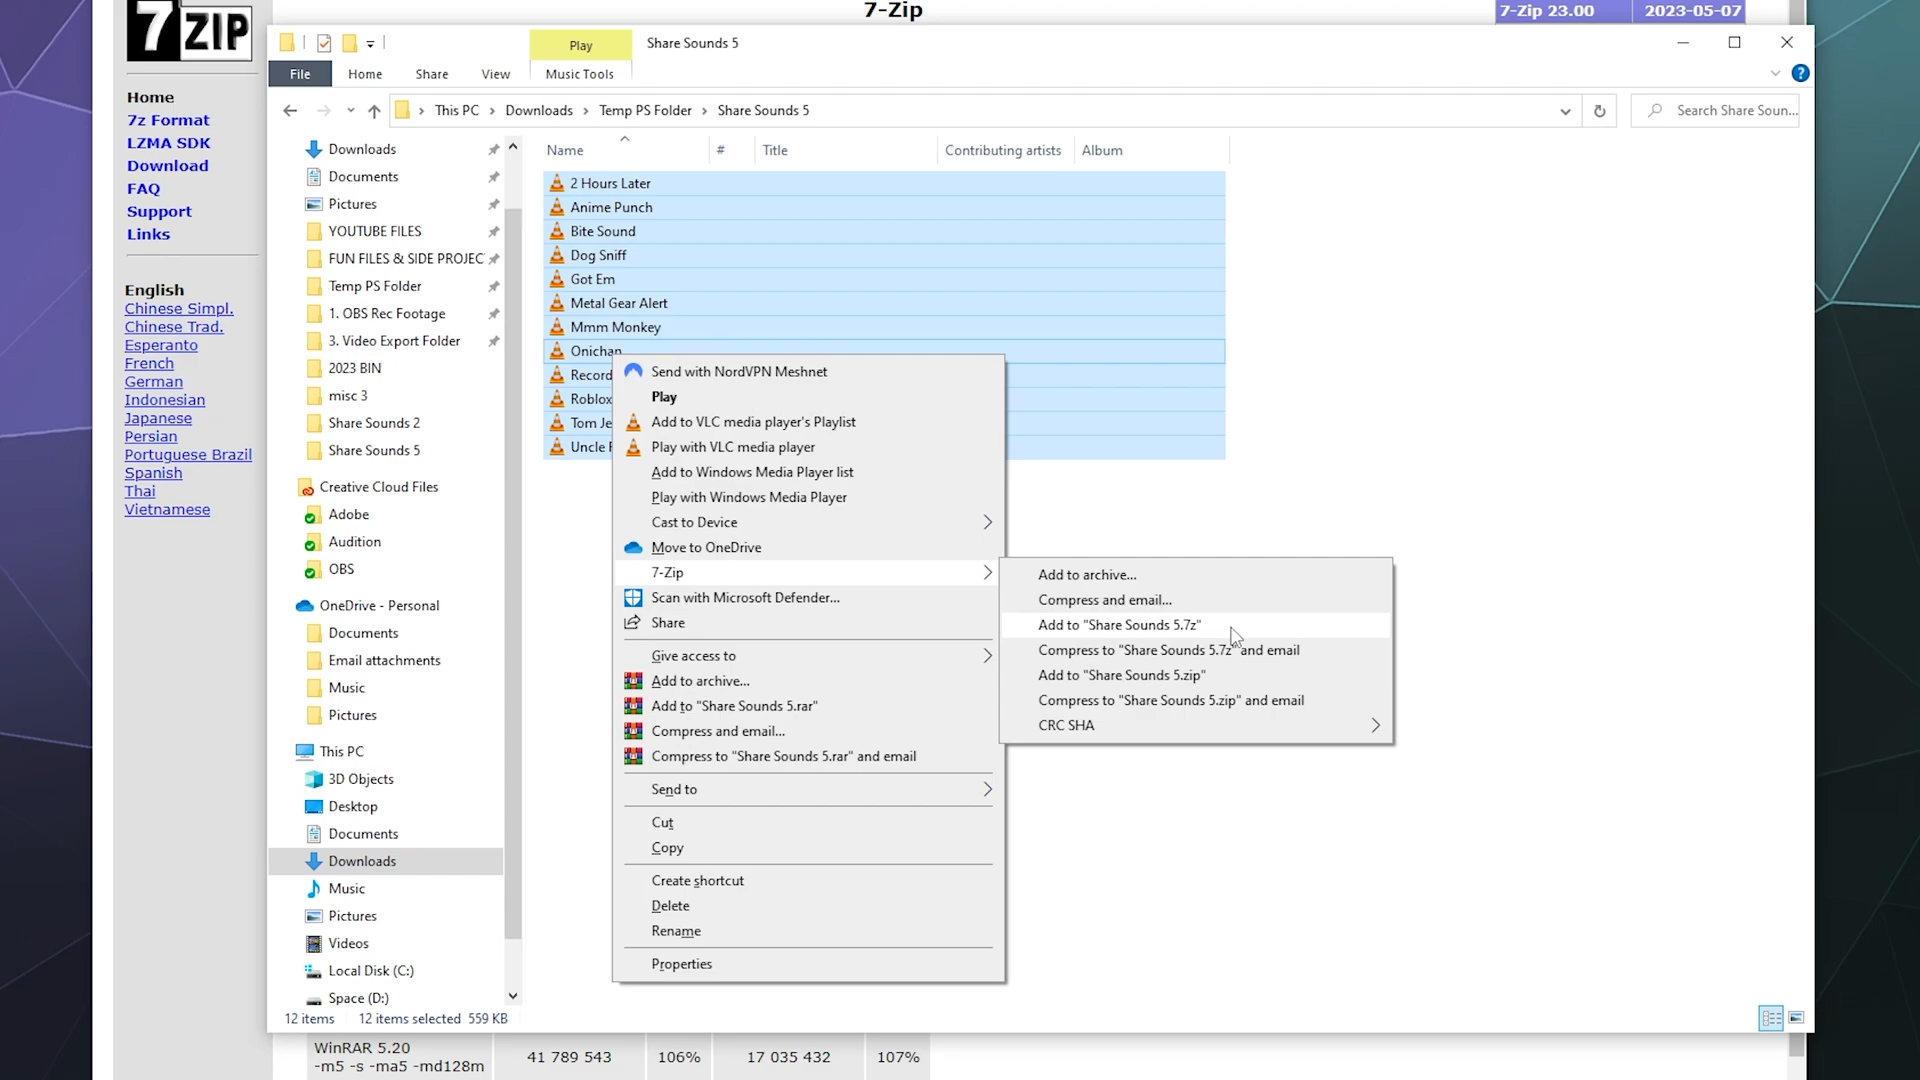 7-Zip
7-Zip 23.00
2023-05-07
7ZIP
Home
7z Format
LZMA SDK
Download
FAQ
Support
Links
English
Chinese Simpl.
Chinese Trad.
Esperanto
French
German
Indonesian
Japanese
Persian
Portuguese Brazil
Spanish
Thai
Vietnamese
Play
Share Sounds 5
File
Home
Share
View
Music Tools
This PC > Downloads > Temp PS Folder > Share Sounds 5
Search Share Soun...
Downloads
Documents
Pictures
YOUTUBE FILES
FUN FILES & SIDE PROJEC
Temp PS Folder
1. OBS Rec Footage
3. Video Export Folder
2023 BIN
misc 3
Share Sounds 2
Share Sounds 5
Creative Cloud Files
Adobe
Audition
OBS
OneDrive - Personal
Documents
Email attachments
Music
Pictures
This PC
3D Objects
Desktop
Documents
Downloads
Music
Pictures
Videos
Local Disk (C:)
Space (D:)
Name
#
Title
Contributing artists
Album
2 Hours Later
Anime Punch
Bite Sound
Dog Sniff
Got Em
Metal Gear Alert
Mmm Monkey
Onichan
Record
Roblox
Tom Je
Uncle
Send with NordVPN Meshnet
Play
Add to VLC media player's Playlist
Play with VLC media player
Add to Windows Media Player list
Play with Windows Media Player
Cast to Device
Move to OneDrive
7-Zip
Scan with Microsoft Defender...
Share
Give access to
Add to archive...
Add to "Share Sounds 5.rar"
Compress and email...
Compress to "Share Sounds 5.rar" and email
Send to
Cut
Copy
Create shortcut
Delete
Rename
Properties
Add to archive...
Compress and email...
Add to "Share Sounds 5.7z"
Compress to "Share Sounds 5.7z" and email
Add to "Share Sounds 5.zip"
Compress to "Share Sounds 5.zip" and email
CRC SHA
12 items
12 items selected 559 KB
WinRAR 5.20
-m5 -s -ma5 -md128m
41 789 543
106%
17 035 432
107%